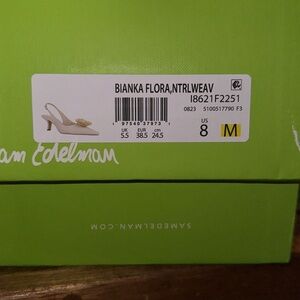 BIANKA FLORA,NTRLWEAV
I8621F2251
0823 5100517790 F3
UK EUR cm
5.5 38.5 24.5
US
8 M
am Edelman
SAMEDELMAN.COM